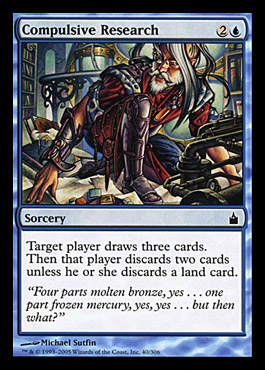 Compulsive Research 2
Sorcery
Target player draws three cards.
Then that player discards two cards
unless he or she discards a land card.
“Four parts molten bronze, yes . . . one
part frozen mercury, yes, yes . . . but then
what?”
Michael Sutfin
™ & © 1993–2005 Wizards of the Coast, Inc. 40/306